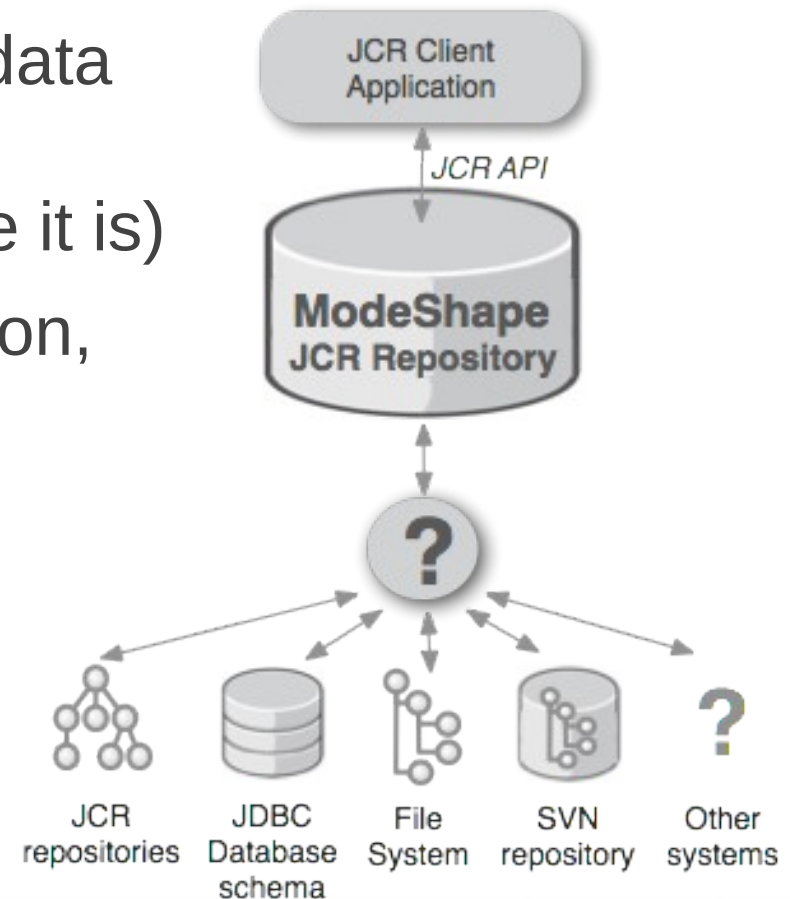 data
e it is)
on,
JCR Client
Application
JCR API
ModeShape
JCR Repository
?
?
JCR
repositories
JDBC
Database
schema
File
System
SVN
repository
Other
systems